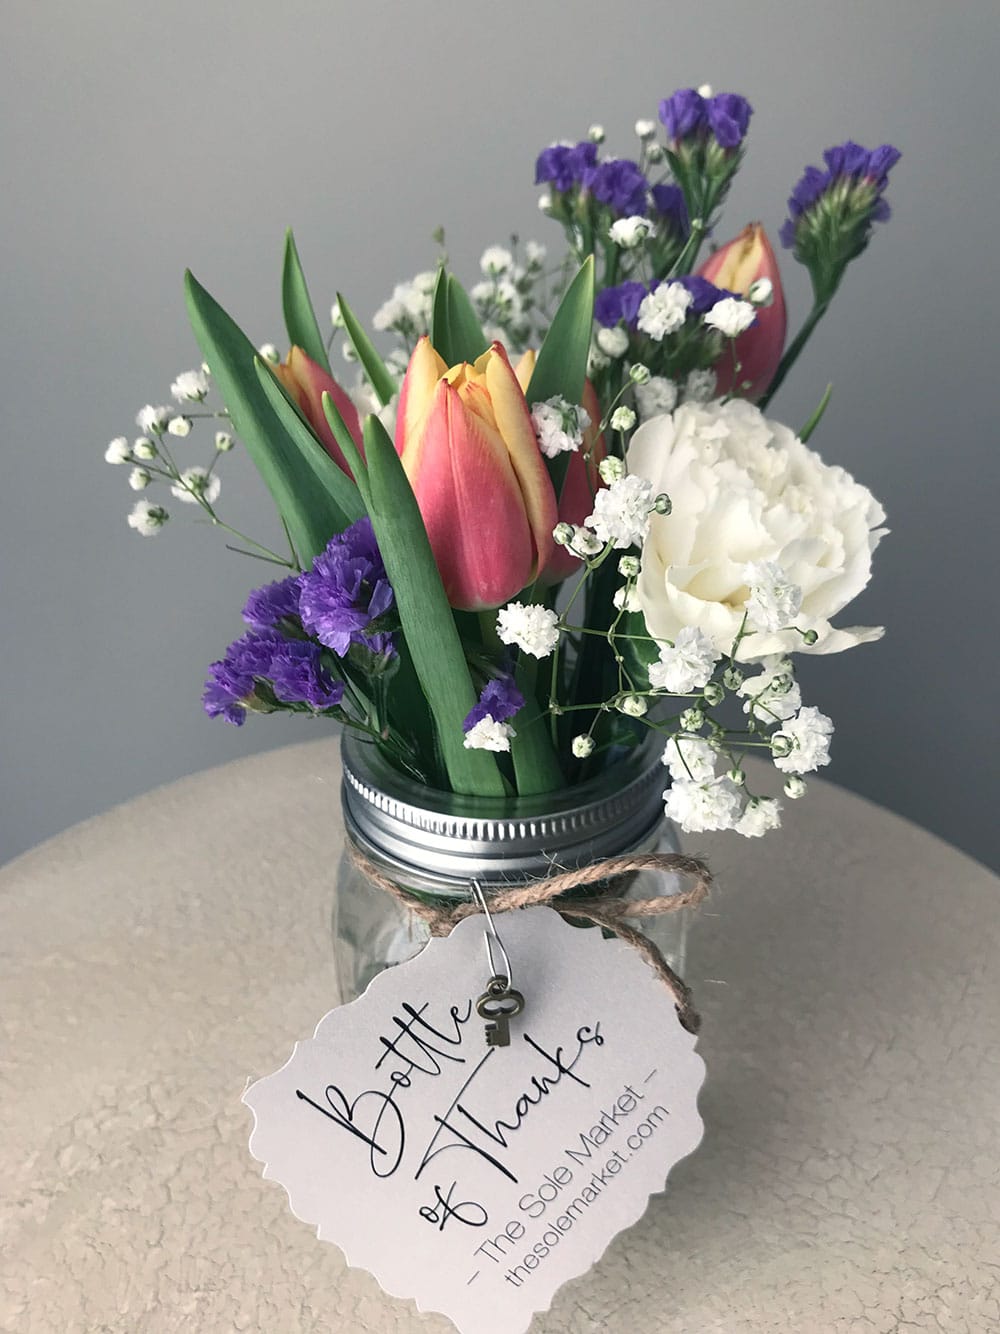 Bottle
of Thanks
– The Sole Market –
thesolemarket.com